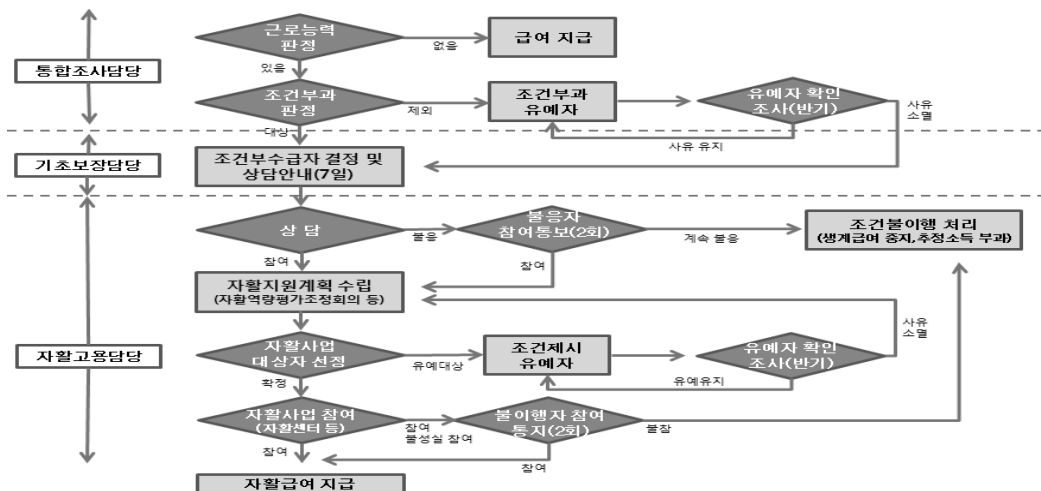 근로능력
판정
없음
급여 지급
있음
통합조사담당
조건부과
판정
제외
조건부과
유예자
유예자 확인
조사(반기)
사유
소멸
대상
사유 유지
기초보장담당
조건부수급자 결정 및
상담안내(7일)
상 담
불응
불응자
참여통보(2회)
계속 불응
조건불이행 처리
(생계급여 중지,추정소득 부과)
참여
참여
자활지원계획 수립
(자활역량평가조정회의 등)
사유
소멸
자활고용담당
자활사업
대상자 선정
유예대상
조건제시
유예자
유예자 확인
조사(반기)
유예유지
확정
자활사업 참여
(자활센터 등)
참여
불성실 참여
불이행자 참여
통지(2회)
불참
참여
참여
자활급여 지급